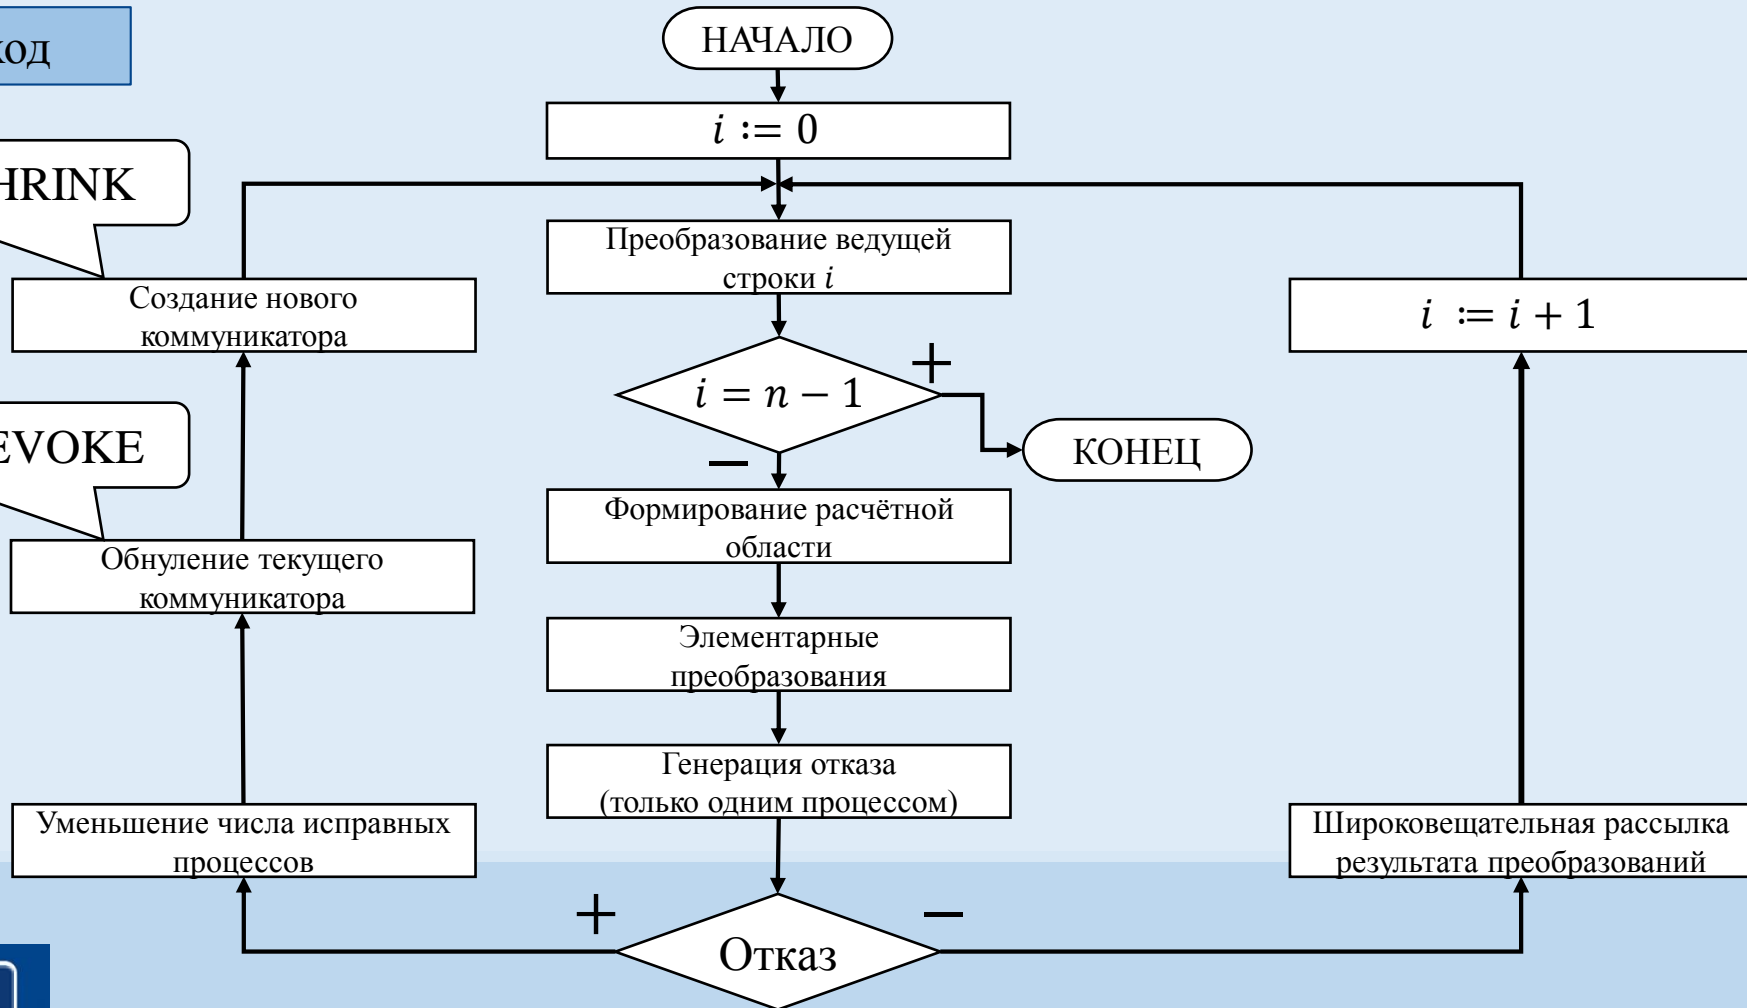 НАЧАЛО
ход
i := 0
HRINK
Преобразование ведущей
строки i
Создание нового
коммуникатора
i := i + 1
+
i = n − 1
EVOKE
КОНЕЦ
−
Формирование расчётной
области
Обнуление текущего
коммуникатора
Элементарные
преобразования
Генерация отказа
(только одним процессом)
Уменьшение числа исправных
процессов
Широковещательная рассылка
результата преобразований
+
−
Отказ